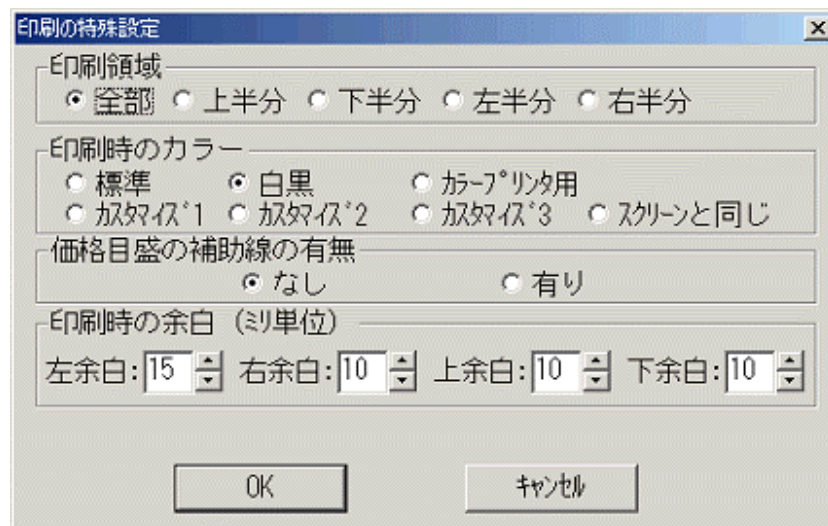 印刷の特殊設定
印刷領域
全部 上半分 下半分 左半分 右半分
印刷時のカラー
標準 白黒 ｶﾗｰﾌﾟﾘﾝﾀ用
ｶｽﾀﾏｲｽﾞ1 ｶｽﾀﾏｲｽﾞ2 ｶｽﾀﾏｲｽﾞ3 ｽｸﾘｰﾝと同じ
価格目盛の補助線の有無
なし 有り
印刷時の余白（ﾐﾘ単位）
左余白:15 右余白:10 上余白:10 下余白:10
OK ｷｬﾝｾﾙ